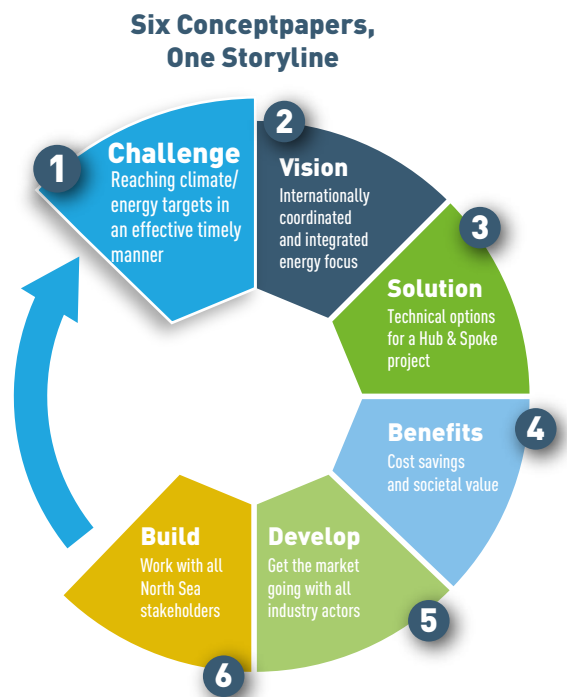 Six Conceptpapers,
One Storyline
1
Challenge
Reaching climate/
energy targets in
an effective timely
manner
2
Vision
Internationally
coordinated
and integrated
energy focus
3
Solution
Technical options
for a Hub & Spoke
project
4
Benefits
Cost savings
and societal value
5
Develop
Get the market
going with all
industry actors
6
Build
Work with all
North Sea
stakeholders